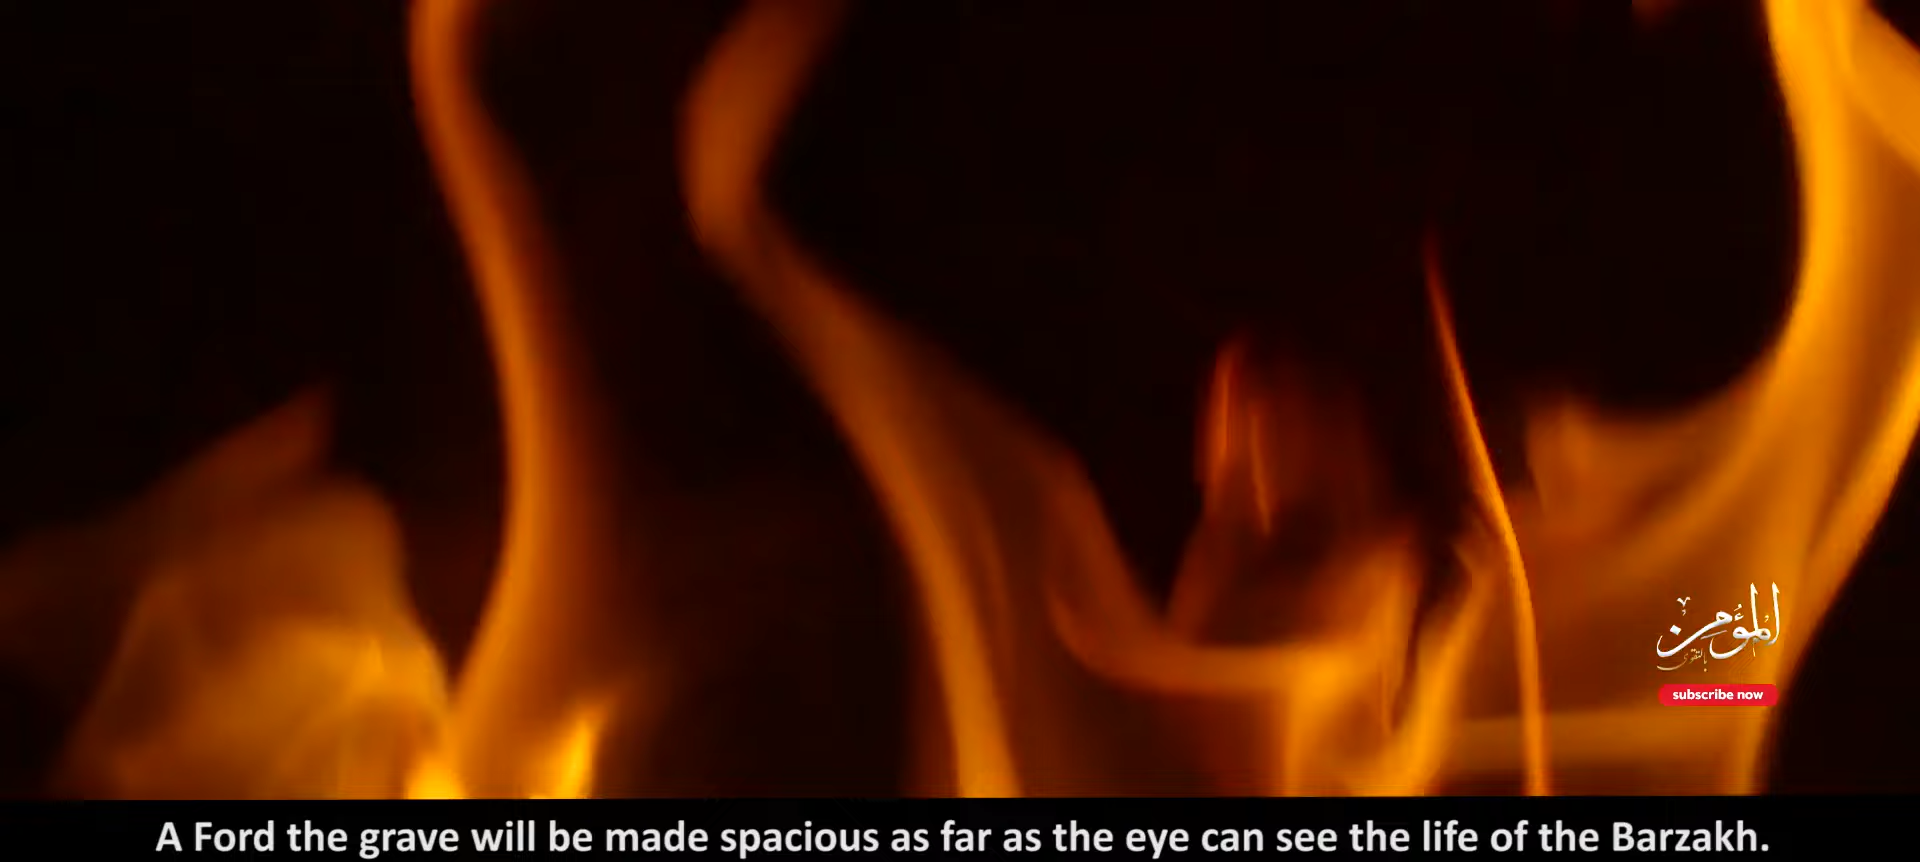 المؤمن
بالتقوى
subscribe now
A Ford the grave will be made spacious as far as the eye can see the life of the Barzakh.